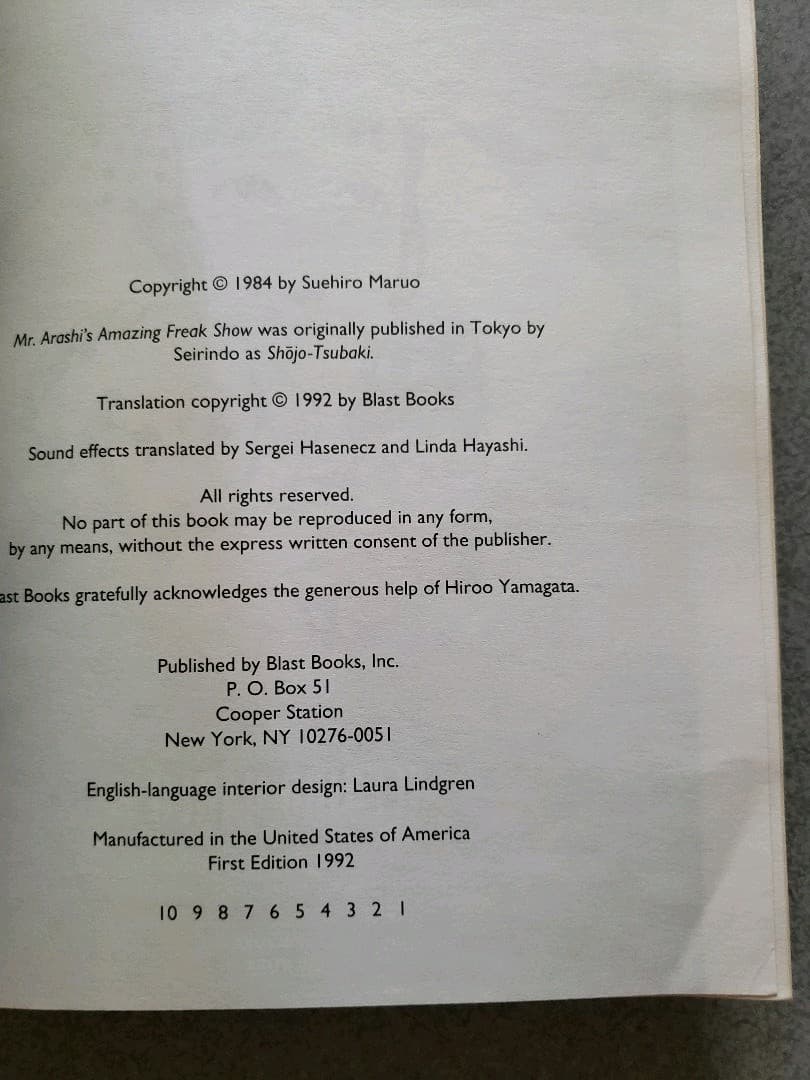 Copyright © 1984 by Suehiro Maruo
Mr. Arashi's Amazing Freak Show was originally published in Tokyo by
Seirindo as Shōjo-Tsubaki.
Translation copyright © 1992 by Blast Books
Sound effects translated by Sergei Hasenecz and Linda Hayashi.
All rights reserved.
No part of this book may be reproduced in any form,
by any means, without the express written consent of the publisher.
ast Books gratefully acknowledges the generous help of Hiroo Yamagata.
Published by Blast Books, Inc.
P. O. Box 51
Cooper Station
New York, NY 10276-0051
English-language interior design: Laura Lindgren
Manufactured in the United States of America
First Edition 1992
10 9 8 7 6 5 4 3 2 1